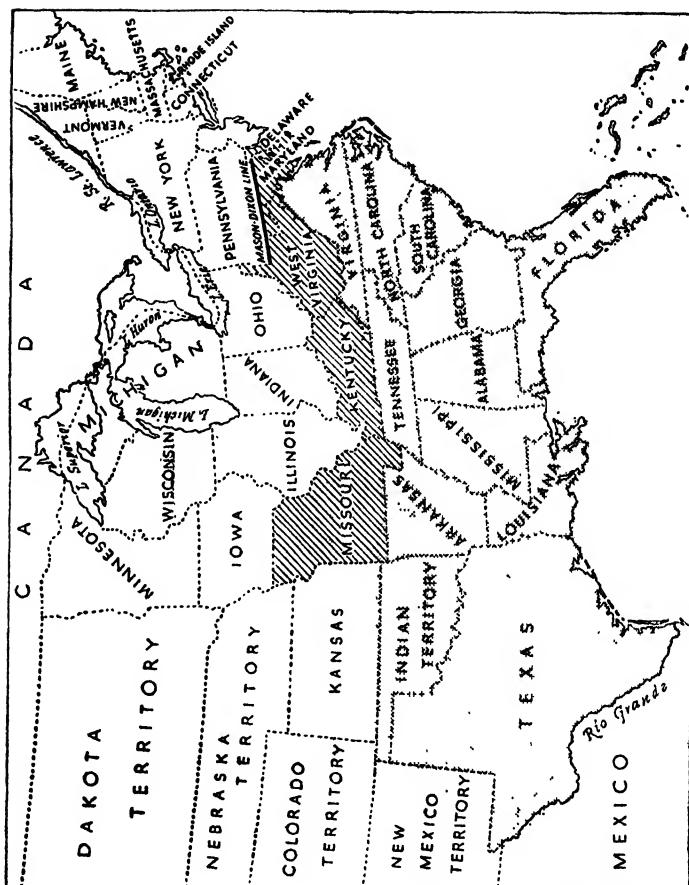 CANADA
R. St. Lawrence
MAINE
VERMONT
NEW HAMPSHIRE
MASSACHUSETTS
RHODE ISLAND
CONNECTICUT
NEW YORK
L. Ontario
L. Erie
L. Huron
L. Superior
L. Michigan
MICHIGAN
WISCONSIN
MINNESOTA
DAKOTA
TERRITORY
NEBRASKA
TERRITORY
IOWA
ILLINOIS
INDIANA
OHIO
PENNSYLVANIA
MASON-DIXON LINE
DELAWARE
MARYLAND
WEST
VIRGINIA
VIRGINIA
KENTUCKY
MISSOURI
KANSAS
COLORADO
TERRITORY
NEW
MEXICO
TERRITORY
INDIAN
TERRITORY
ARKANSAS
TENNESSEE
NORTH CAROLINA
SOUTH
CAROLINA
GEORGIA
ALABAMA
MISSISSIPPI
LOUISIANA
FLORIDA
TEXAS
Rio Grande
MEXICO